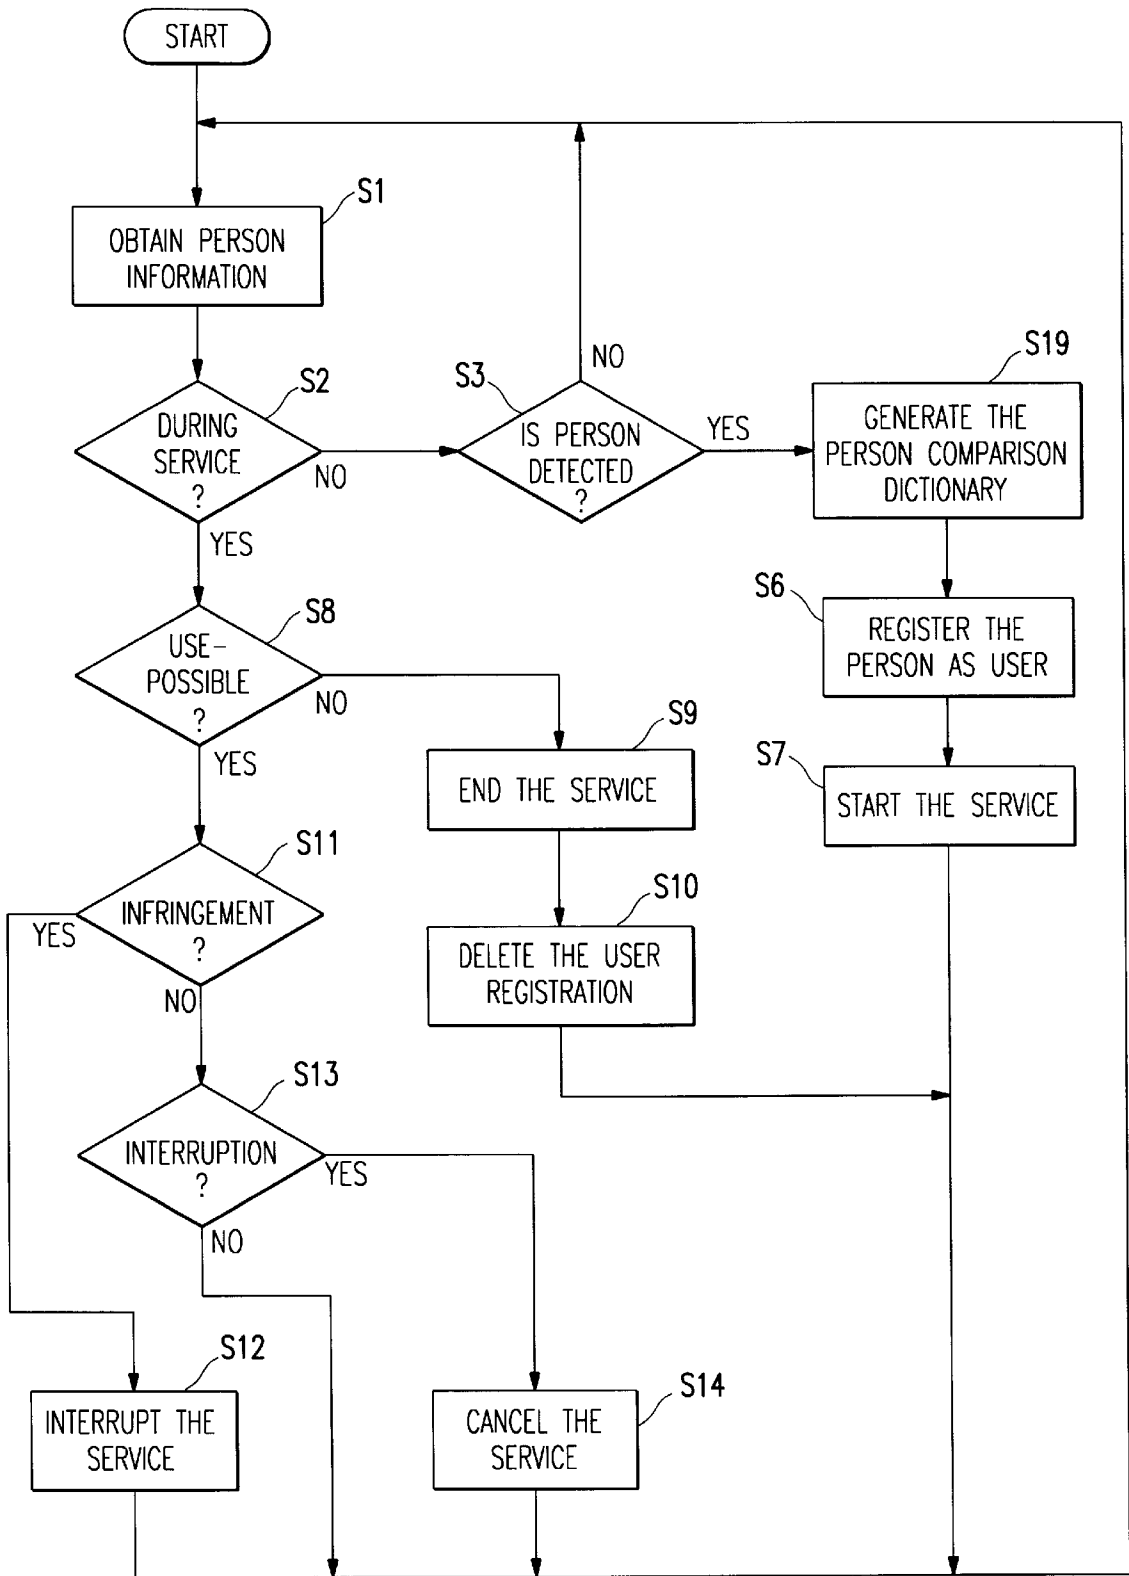 START
S1
OBTAIN PERSON
INFORMATION
S2
DURING
SERVICE
?
NO
YES
S3
IS PERSON
DETECTED
?
NO
YES
S19
GENERATE THE
PERSON COMPARISON
DICTIONARY
S6
REGISTER THE
PERSON AS USER
S7
START THE SERVICE
S8
USE-
POSSIBLE
?
NO
YES
S9
END THE SERVICE
S10
DELETE THE USER
REGISTRATION
S11
INFRINGEMENT
?
YES
NO
S13
INTERRUPTION
?
YES
NO
S12
INTERRUPT THE
SERVICE
S14
CANCEL THE
SERVICE